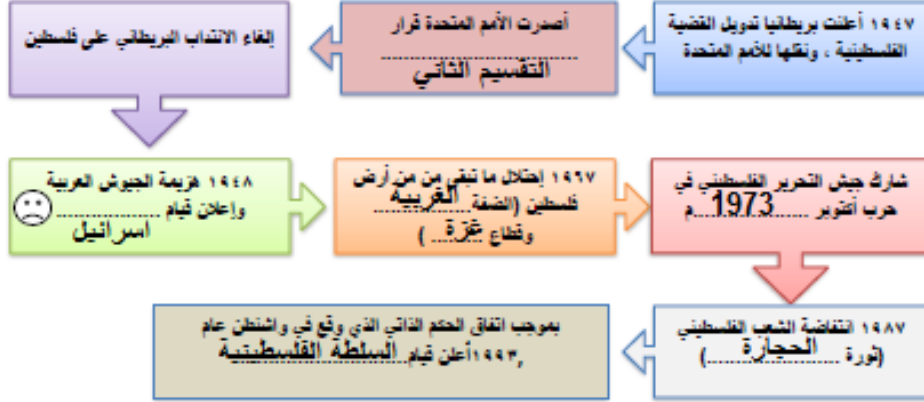 ١٩٤٧ أعلنت بريطانيا تدويل القضية
الفلسطينية ، ونقلها للأمم المتحدة
أصدرت الأمم المتحدة قرار
التقسيم الثاني
إلغاء الانتداب البريطاني على فلسطين
١٩٤٨ هزيمة الجيوش العربية
وإعلان قيام ....................
اسرائيل
١٩٦٧ إحتلال ما تبقى من من أرض
فلسطين (الضفة الغربية
وقطاع غزة )
شارك جيش التحرير الفلسطيني في
حرب أكتوبر 1973 م
١٩٨٧ انتفاضة الشعب الفلسطيني
(ثورة الحجارة )
بموجب اتفاق الحكم الذاتي الذي وقع في واشنطن عام
١٩٩٣, أعلن قيام السلطة الفلسطينية